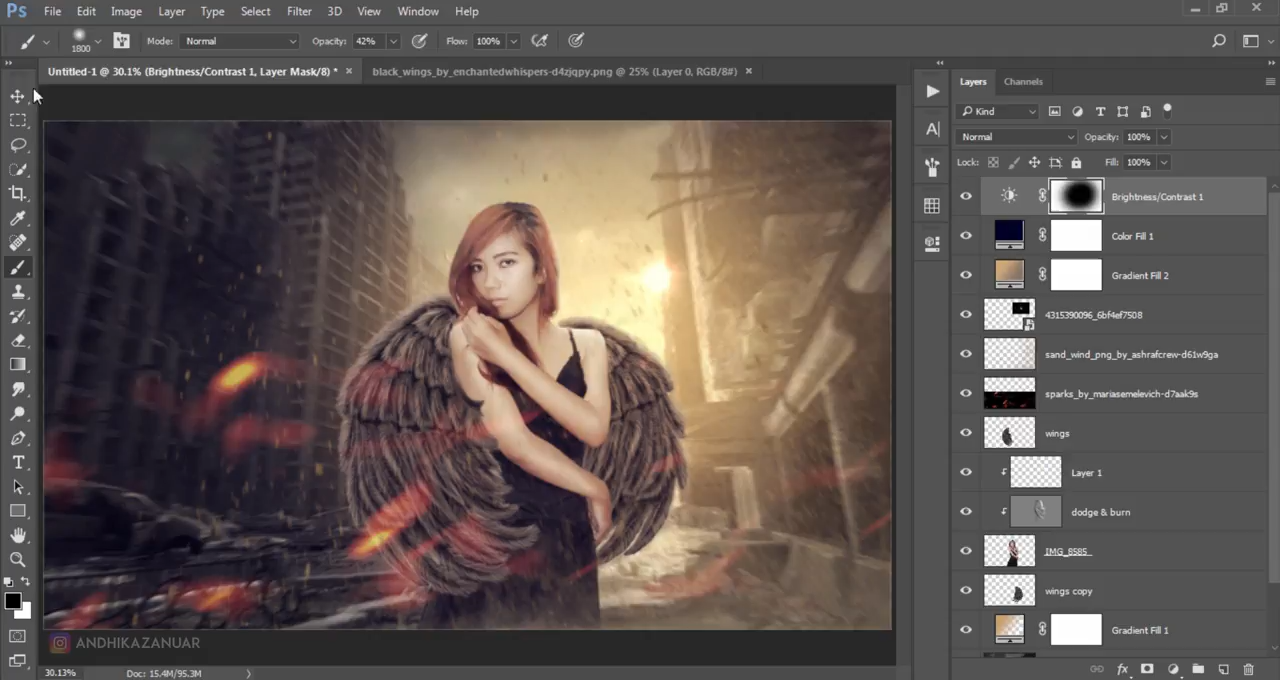 Ps File Edit Image Layer Type Select Filter 3D View Window Help
1800 Mode: Normal Opacity: 42% Flow: 100%
Untitled-1 @ 30.1% (Brightness/Contrast 1, Layer Mask/8) * × black_wings_by_enchantedwhispers-d4zjqpy.png @ 25% (Layer 0, RGB/8#) ×
Layers Channels
Kind
Normal Opacity: 100%
Lock: Fill: 100%
Brightness/Contrast 1
Color Fill 1
Gradient Fill 2
4315390096_6bf4ef7508
sand_wind_png_by_ashrafcrew-d61w9ga
sparks_by_mariasemelevich-d7aak9s
wings
Layer 1
dodge & burn
IMG_8585
wings copy
Gradient Fill 1
ANDHIKAZANUAR
30.13% Doc: 15.4M/95.3M